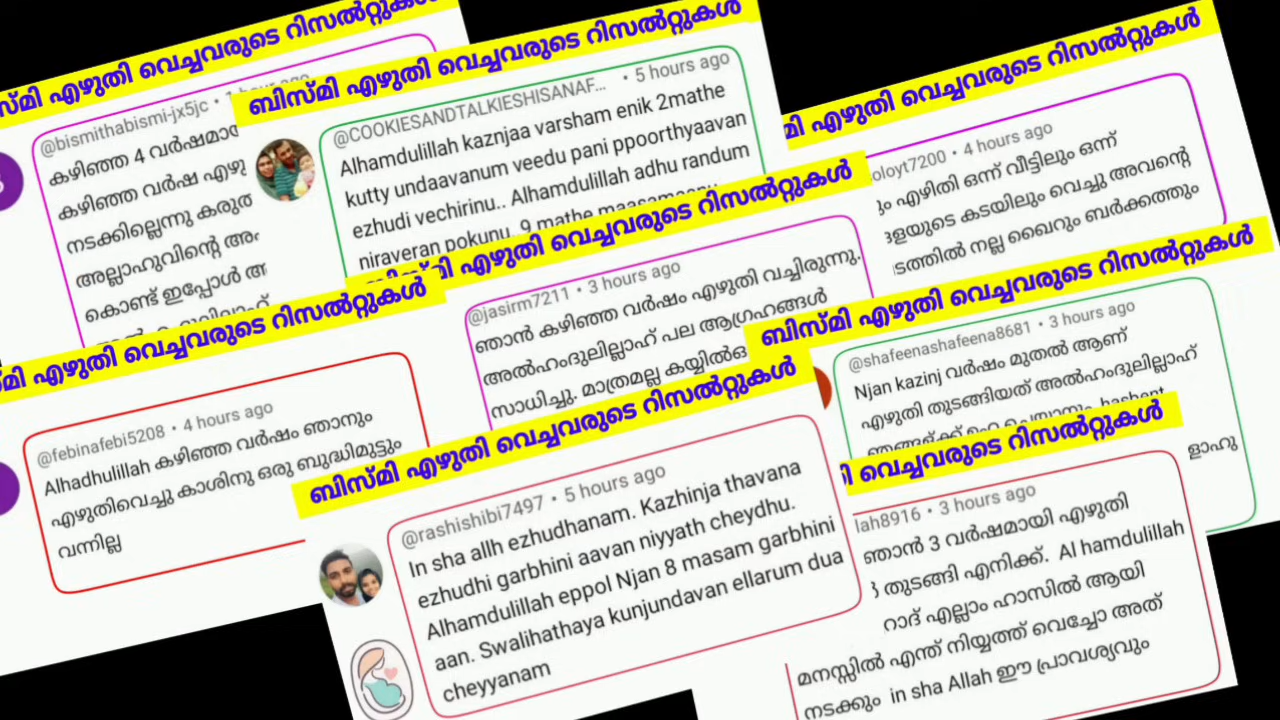 എഴുതി വെച്ചവരുടെ റിസൽറ്റുകൾ
@bismithabismi-jx5jc •
കഴിഞ്ഞ 4 വർഷമായ
കഴിഞ്ഞ വർഷ എഴു
നടക്കില്ലെന്നു കരുത
അല്ലാഹുവിന്റെ
കൊണ്ട് ഇപ്പോൾ
ബിസ്മി എഴുതി വെച്ചവരുടെ റിസൽറ്റുകൾ
@COOKIESANDTALKIESHISANAF... • 5 hours ago
Alhamdulillah kaznjaa varsham enik 2mathe
kutty undaavanum veedu pani ppoorthyaavan
ezhudi vechirinu.. Alhamdulillah adhu randum
niraveran pokunu. 9 mathe
മി എഴുതി വെച്ചവരുടെ റിസൽറ്റുകൾ
oloyt7200 • 4 hours ago
ും എഴിതി ഒന്ന് വീട്ടിലും ഒന്ന്
ളയുടെ കടയിലും വെച്ചു അവന്റെ
ടത്തിൽ നല്ല ഖൈറും ബർക്കത്തും
എഴുതി വെച്ചവരുടെ റിസൽറ്റുകൾ
@jasirm7211 • 3 hours ago
ഞാൻ കഴിഞ്ഞ വർഷം എഴുതി വച്ചിരുന്നു.
അൽഹംദുലില്ലാഹ് പല ആഗ്രഹങ്ങൾ
സാധിച്ചു. മാത്രമല്ല കയ്യിൽഒ
ബിസ്മി എഴുതി വെച്ചവരുടെ റിസൽറ്റുകൾ
@shafeenashafeena8681 • 3 hours ago
Njan kazinj വർഷം മുതൽ ആണ്
എഴുതി തുടങ്ങിയത് അൽഹംദുലില്ലാഹ്
ളാഹു
മി എഴുതി വെച്ചവരുടെ റിസൽറ്റുകൾ
@febinafebi5208 • 4 hours ago
Alhadhulillah കഴിഞ്ഞ വർഷം ഞാനും
എഴുതിവെച്ചു കാശിനു ഒരു ബുദ്ധിമുട്ടും
വന്നില്ല
ബിസ്മി എഴുതി വെച്ചവരുടെ റിസൽറ്റുകൾ
@rashishibi7497 • 5 hours ago
In sha allh ezhudhanam. Kazhinja thavana
ezhudhi garbhini aavan niyyath cheydhu.
Alhamdulillah eppol Njan 8 masam garbhini
aan. Swalihathaya kunjundavan ellarum dua
cheyyanam
വെച്ചവരുടെ റിസൽറ്റുകൾ
lah8916 • 3 hours ago
ഞാൻ 3 വർഷമായി എഴുതി
തുടങ്ങി എനിക്ക്. Al hamdulillah
റാദ് എല്ലാം ഹാസിൽ ആയി
മനസ്സിൽ എന്ത് നിയ്യത്ത് വെച്ചോ അത്
നടക്കും in sha Allah ഈ പ്രാവശ്യവും